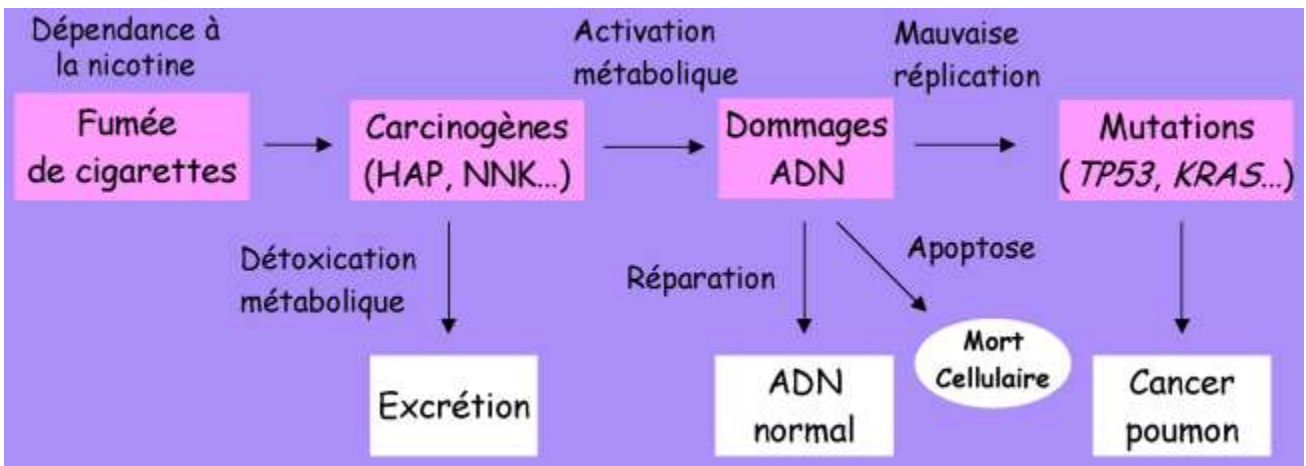 Dépendance à
la nicotine
Fumée
de cigarettes
Carcinogènes
(HAP, NNK...)
Activation
métabolique
Dommages
ADN
Mauvaise
réplication
Mutations
(TP53, KRAS...)
Détoxication
métabolique
Excrétion
Réparation
ADN
normal
Apoptose
Mort
Cellulaire
Cancer
poumon